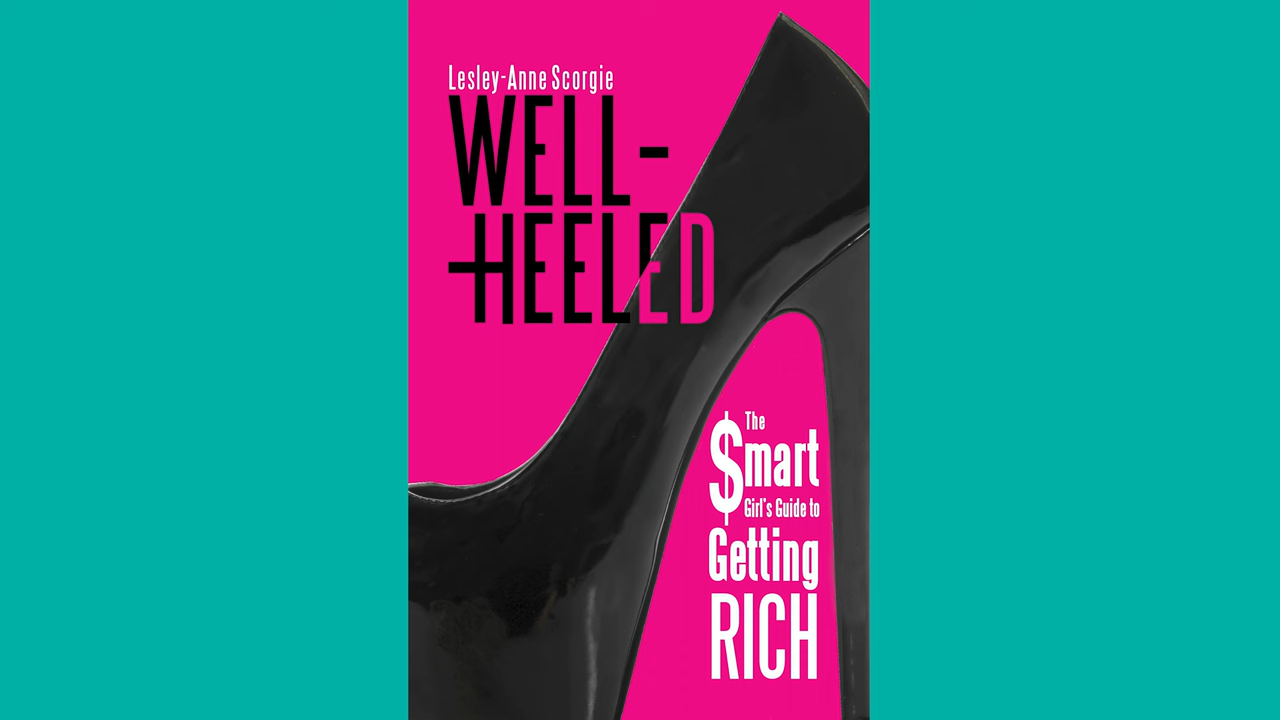 Lesley-Anne Scorgie
WELL-
-HEELED
The
$mart
Girl's Guide to
Getting
RICH